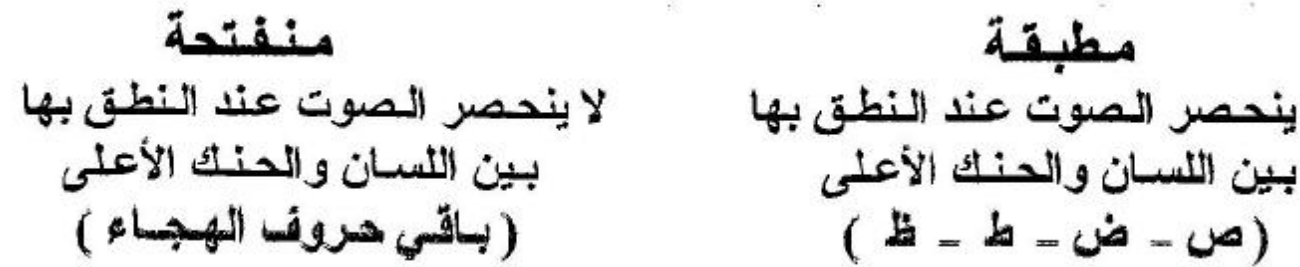 مطبقة
ينحصر الصوت عند النطق بها
بين اللسان والحنك الأعلى
(ص - ض - ط - ظ)
منفتحة
لا ينحصر الصوت عند النطق بها
بين اللسان والحنك الأعلى
(باقي حروف الهجاء)